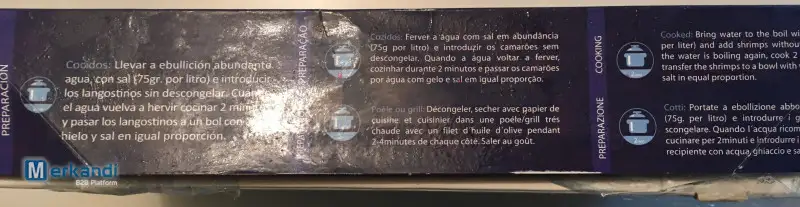 PREPARACIÓN
Cocidos: Llevar a ebullición abundante
agua, con sal (75gr. por litro) e introducir
los langostinos sin descongelar.
el agua vuelva a hervir cocinar 2
y pasar los langostinos a un bol con
hielo y sal en igual proporción.
PREPARAÇÃO
Cozidos: Ferver a água com sal em abundância
(75g por litro) e introduzir os camarões sem
descongelar. Quando a água voltar a ferver,
cozinhar durante 2 minutos e passar os camarões
por água com gelo e sal em igual proporção.
Poêle ou grill: Décongeler, secher avec papier de
cuisine et cuisinier dans une poéle/grill trés
chaude avec un filet d´huile d´olive pendant
2-4minutes de chaque côté. Saler au goût.
COOKING
Cooked: Bring water to the boil wi
per liter) and add shrimps withou
the water is boiling again, cook 2
transfer the shrimps to a bowl with
salt in equal proportion.
PREPARAZIONE
Cotti: Portate a ebollizione abbo
(75g. per litro) e introdurre i g
scongelare. Quando l´acqua ricom
cucinare per 2minuti e introdurre i
recipiente con acqua, ghiaccio e sa
Merkandi
B2B Platform